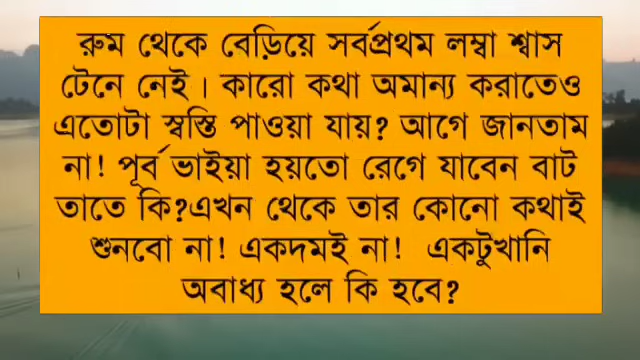 রুম থেকে বেড়িয়ে সর্বপ্রথম লম্বা শ্বাস
টেনে নেই। কারো কথা অমান্য করাতেও
এতোটা স্বস্তি পাওয়া যায়? আগে জানতাম
না! পূর্ব ভাইয়া হয়তো রেগে যাবেন বাট
তাতে কি?এখন থেকে তার কোনো কথাই
শুনবো না! একদমই না! একটুখানি
অবাধ্য হলে কি হবে?